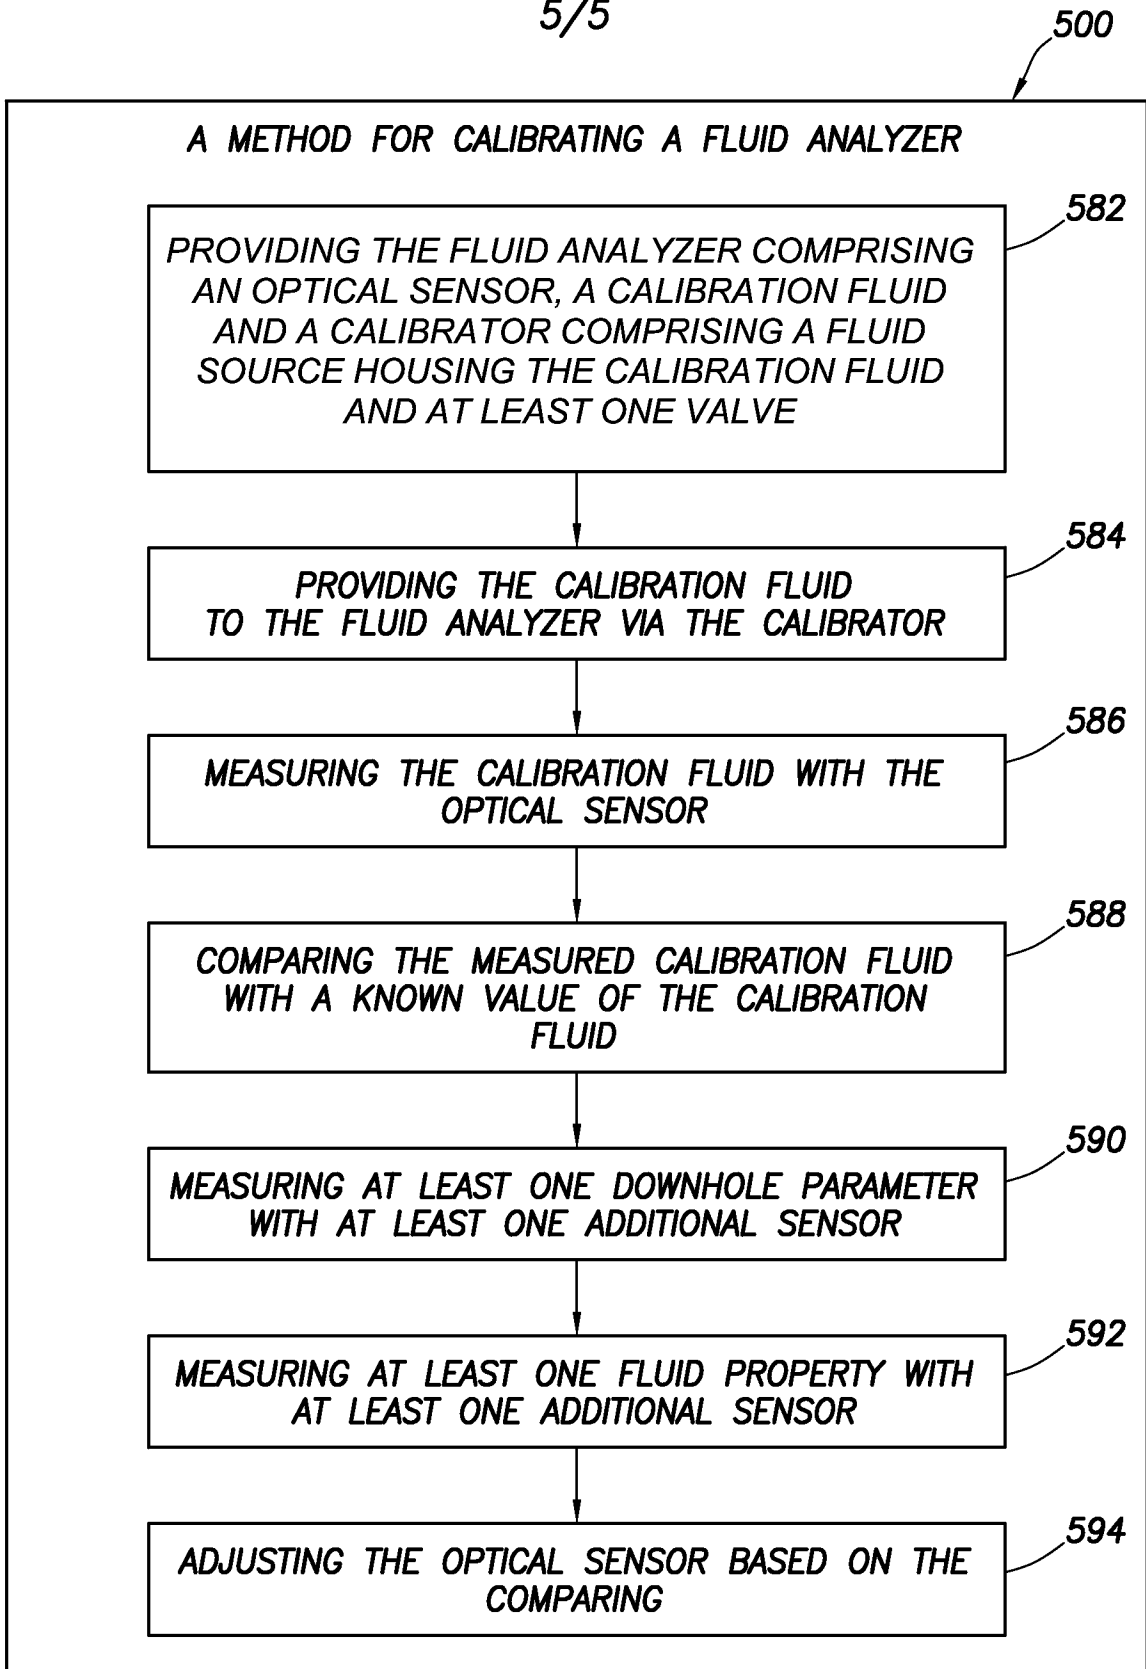 5/5
500
A METHOD FOR CALIBRATING A FLUID ANALYZER
582
PROVIDING THE FLUID ANALYZER COMPRISING
AN OPTICAL SENSOR, A CALIBRATION FLUID
AND A CALIBRATOR COMPRISING A FLUID
SOURCE HOUSING THE CALIBRATION FLUID
AND AT LEAST ONE VALVE
584
PROVIDING THE CALIBRATION FLUID
TO THE FLUID ANALYZER VIA THE CALIBRATOR
586
MEASURING THE CALIBRATION FLUID WITH THE
OPTICAL SENSOR
588
COMPARING THE MEASURED CALIBRATION FLUID
WITH A KNOWN VALUE OF THE CALIBRATION
FLUID
590
MEASURING AT LEAST ONE DOWNHOLE PARAMETER
WITH AT LEAST ONE ADDITIONAL SENSOR
592
MEASURING AT LEAST ONE FLUID PROPERTY WITH
AT LEAST ONE ADDITIONAL SENSOR
594
ADJUSTING THE OPTICAL SENSOR BASED ON THE
COMPARING